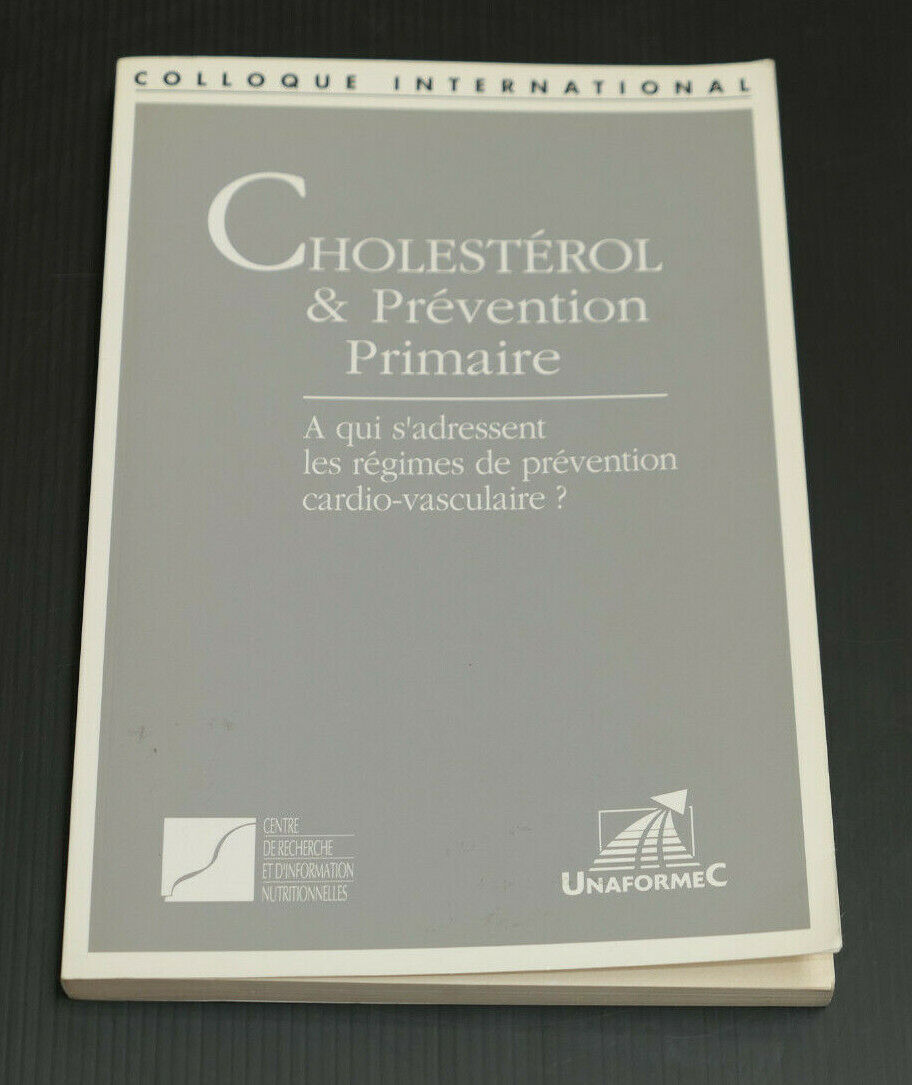 COLLOQUE INTERNATIONAL
CHOLESTÉROL
& Prévention
Primaire
A qui s'adressent
les régimes de prévention
cardio-vasculaire ?
CENTRE
DE RECHERCHE
ET D'INFORMATION
NUTRITIONNELLES
UNAFORMEC